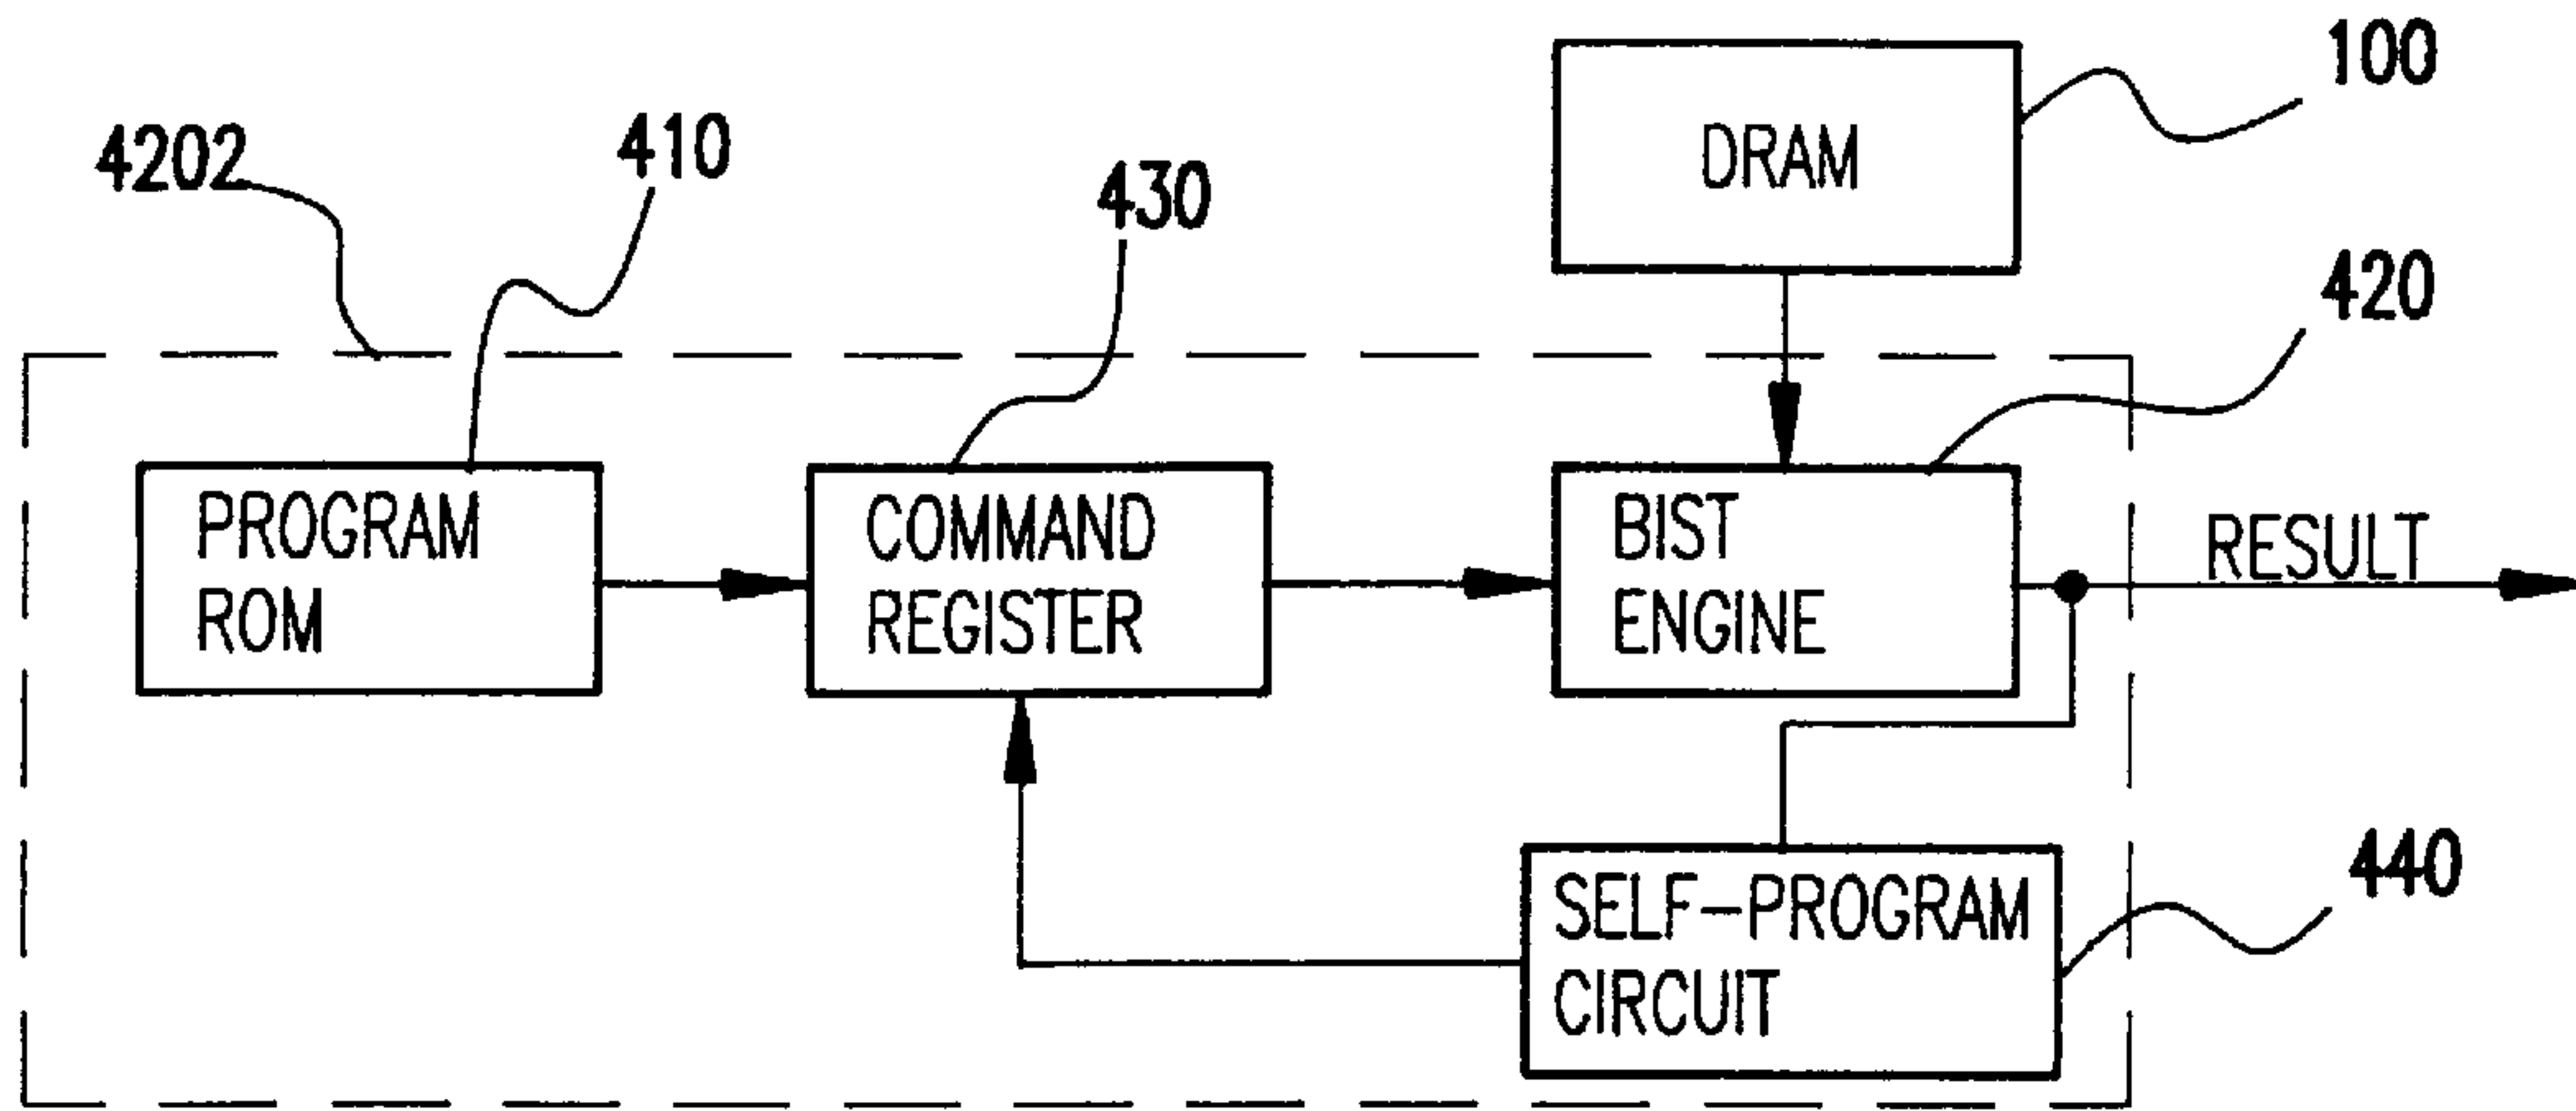 100
DRAM
4202
410
430
420
PROGRAM
ROM
COMMAND
REGISTER
BIST
ENGINE
RESULT
SELF-PROGRAM
CIRCUIT
440